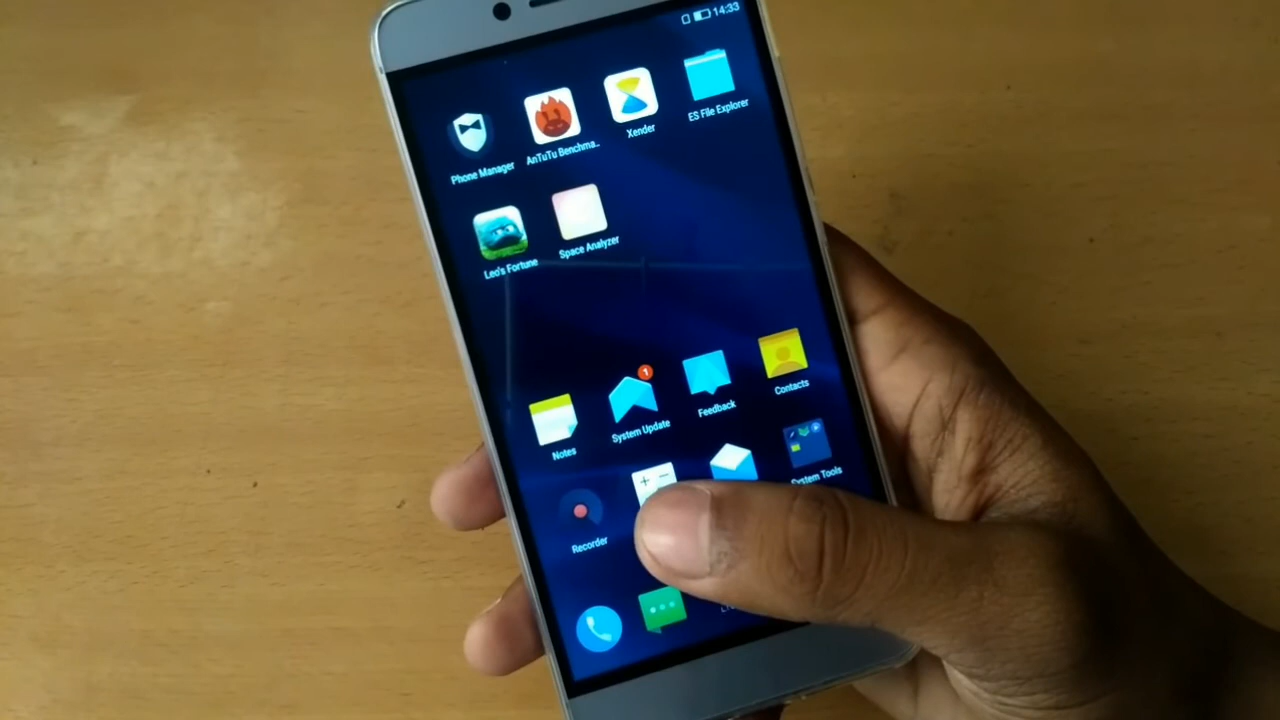 14:33
Phone Manager
AnTuTu Benchma..
Xender
ES File Explorer
Leo's Fortune
Space Analyzer
Notes
1
System Update
Feedback
Contacts
Recorder
System Tools